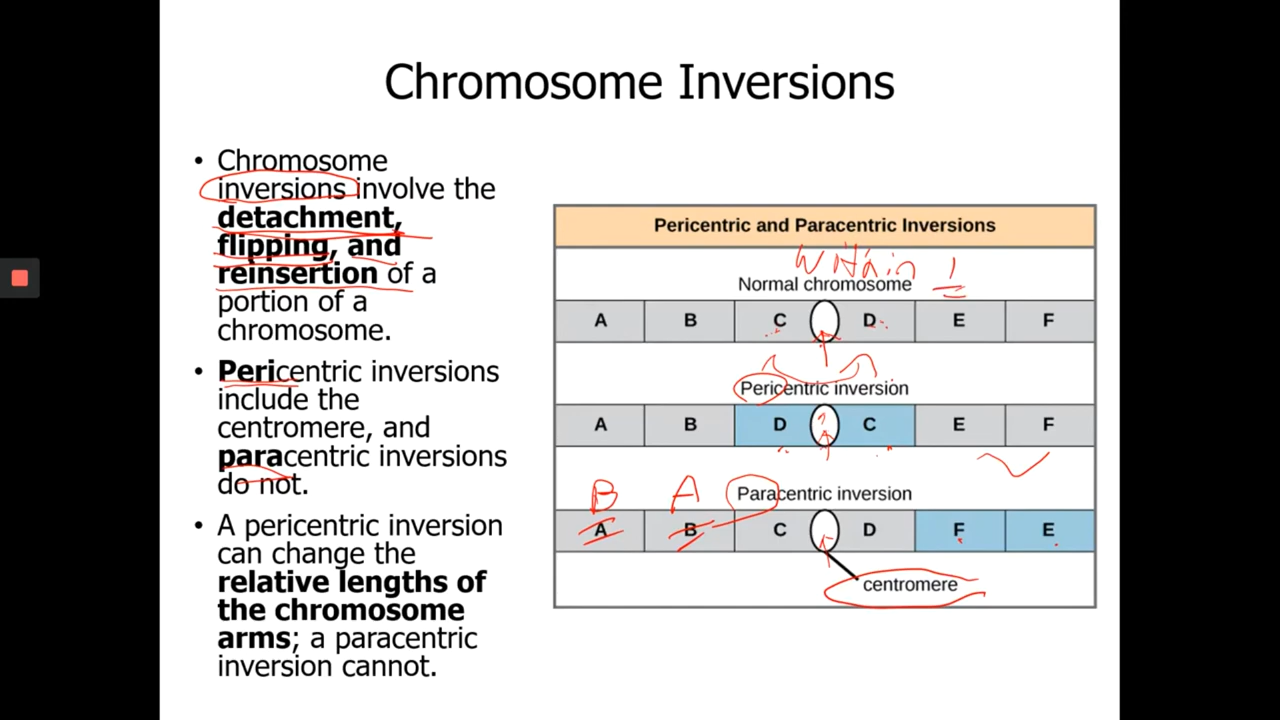 Chromosome Inversions
• Chromosome
inversions involve the
detachment,
flipping, and
reinsertion of a
portion of a
chromosome.
• Pericentric inversions
include the
centromere, and
paracentric inversions
do not.
• A pericentric inversion
can change the
relative lengths of
the chromosome
arms; a paracentric
inversion cannot.
Pericentric and Paracentric Inversions
Within 1
Normal chromosome
A B C D E F
Pericentric inversion
A B D C E F
B A
Paracentric inversion
A B C D F E
centromere